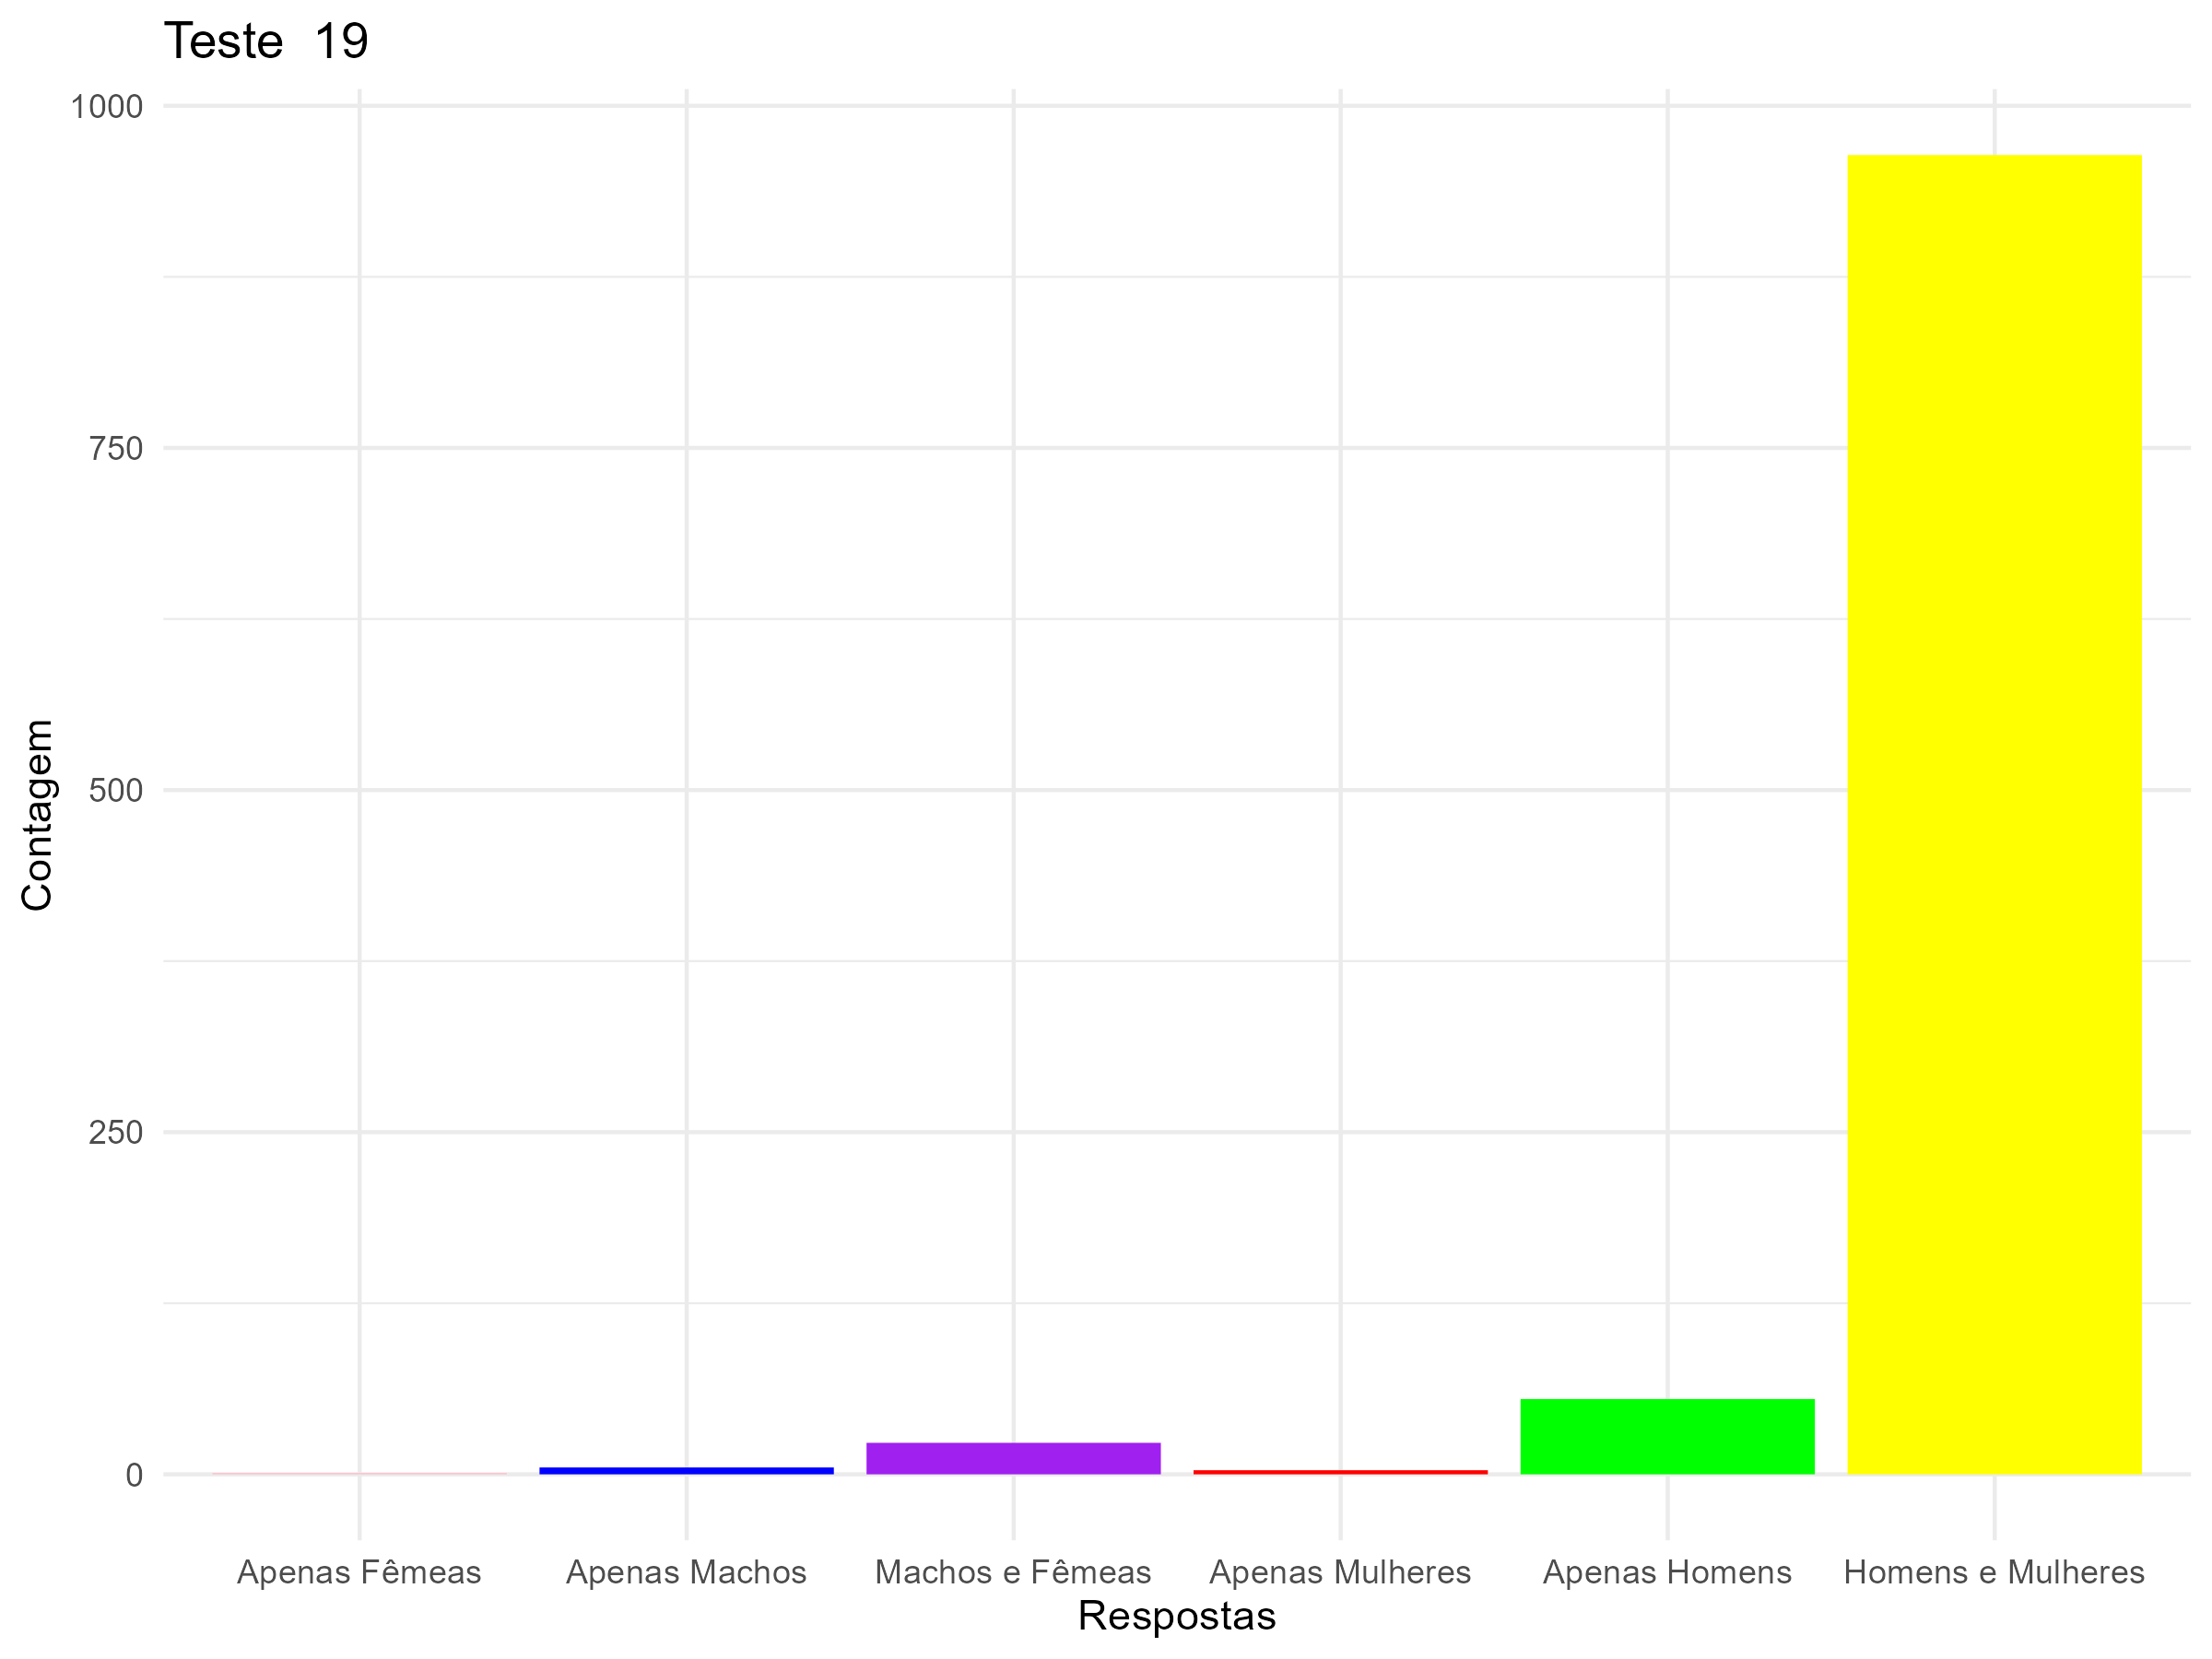 Teste 19
1000
750
500
250
0
Contagem
Apenas Fêmeas Apenas Machos Machos e Fêmeas Apenas Mulheres Apenas Homens Homens e Mulheres
Respostas